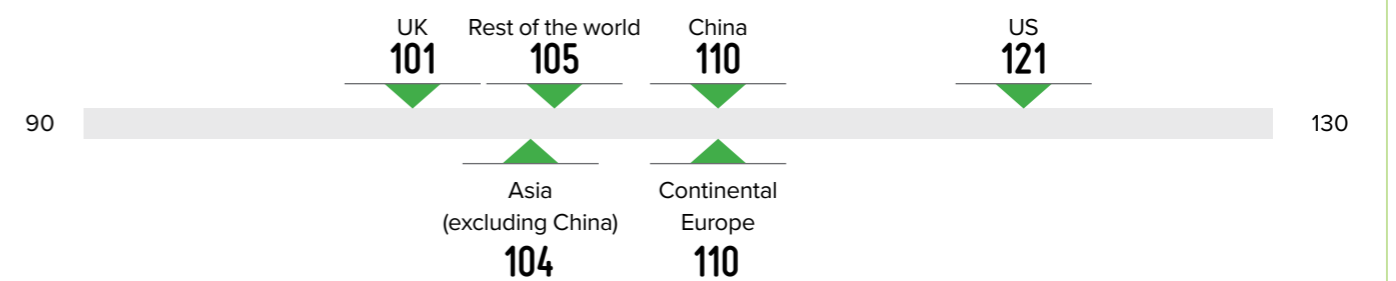 UK
101
Rest of the world
105
China
110
US
121
90
130
Asia
(excluding China)
104
Continental
Europe
110